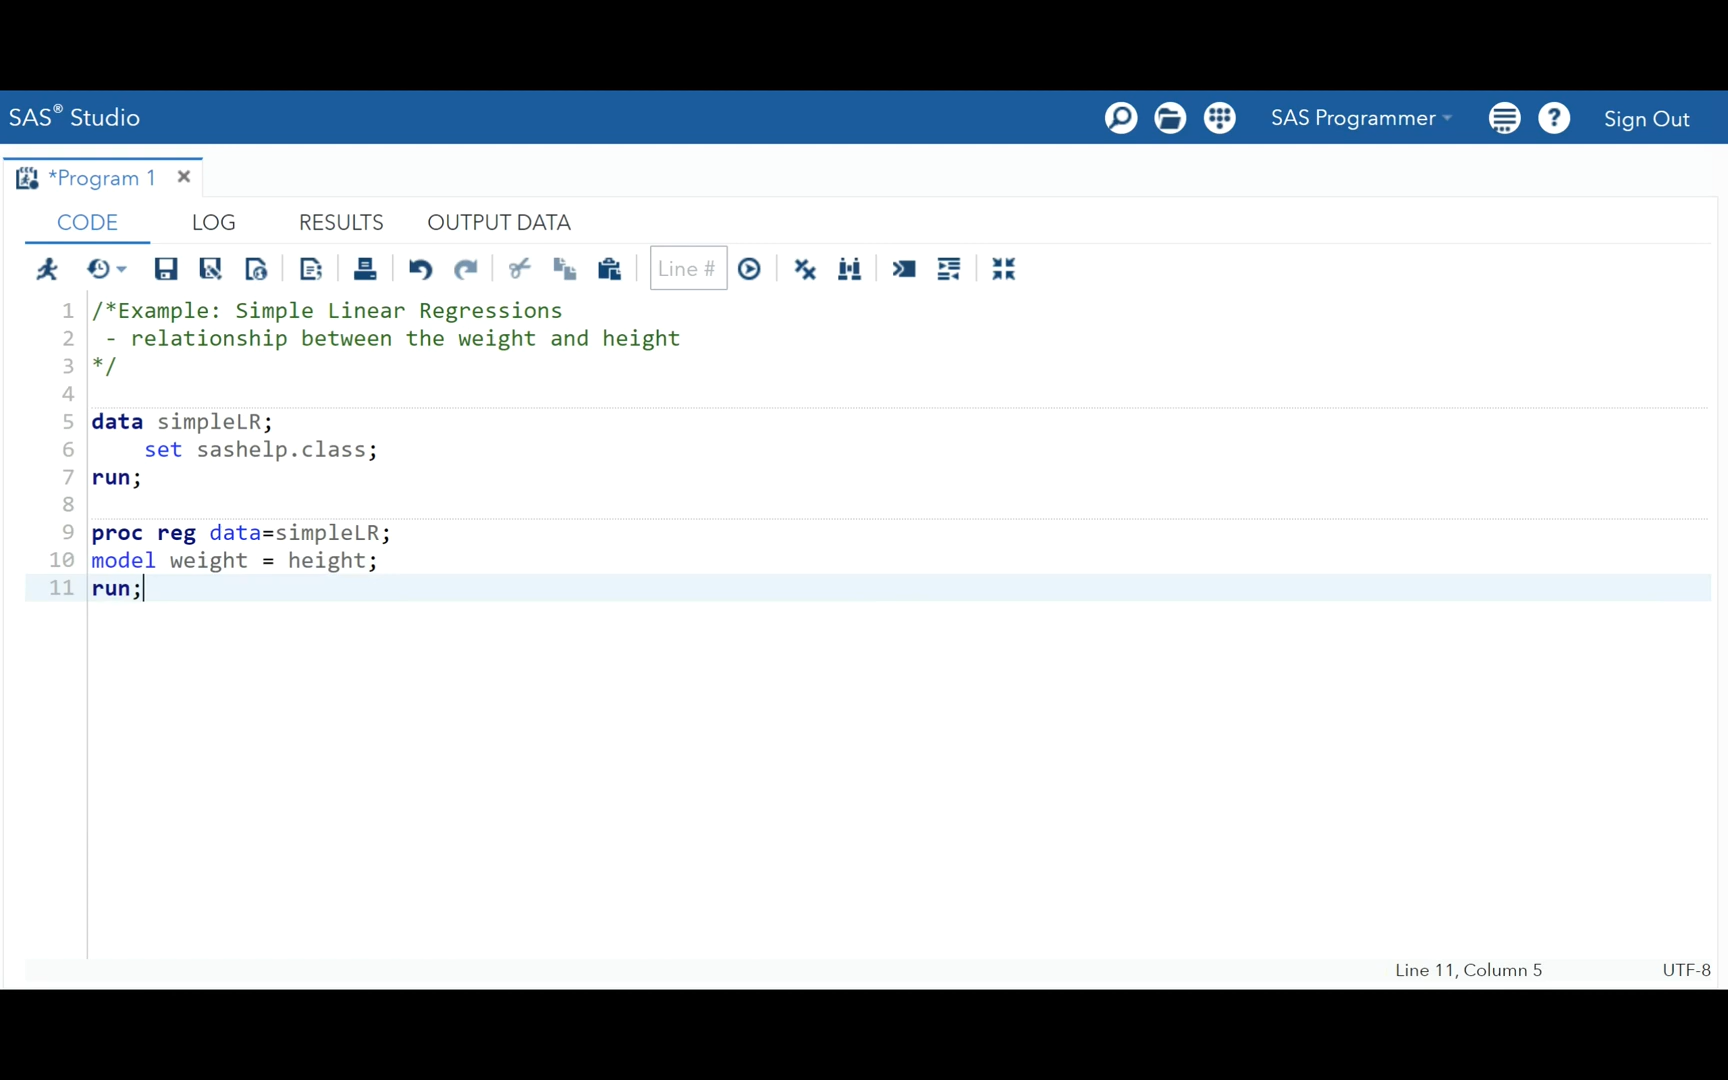 SAS® Studio
SAS Programmer
?
Sign Out
*Program 1
CODE
LOG
RESULTS
OUTPUT DATA
Line #
1 /*Example: Simple Linear Regressions
2 - relationship between the weight and height
3 */
4
5 data simpleLR;
6 set sashelp.class;
7 run;
8
9 proc reg data=simpleLR;
10 model weight = height;
11 run;
Line 11, Column 5
UTF-8